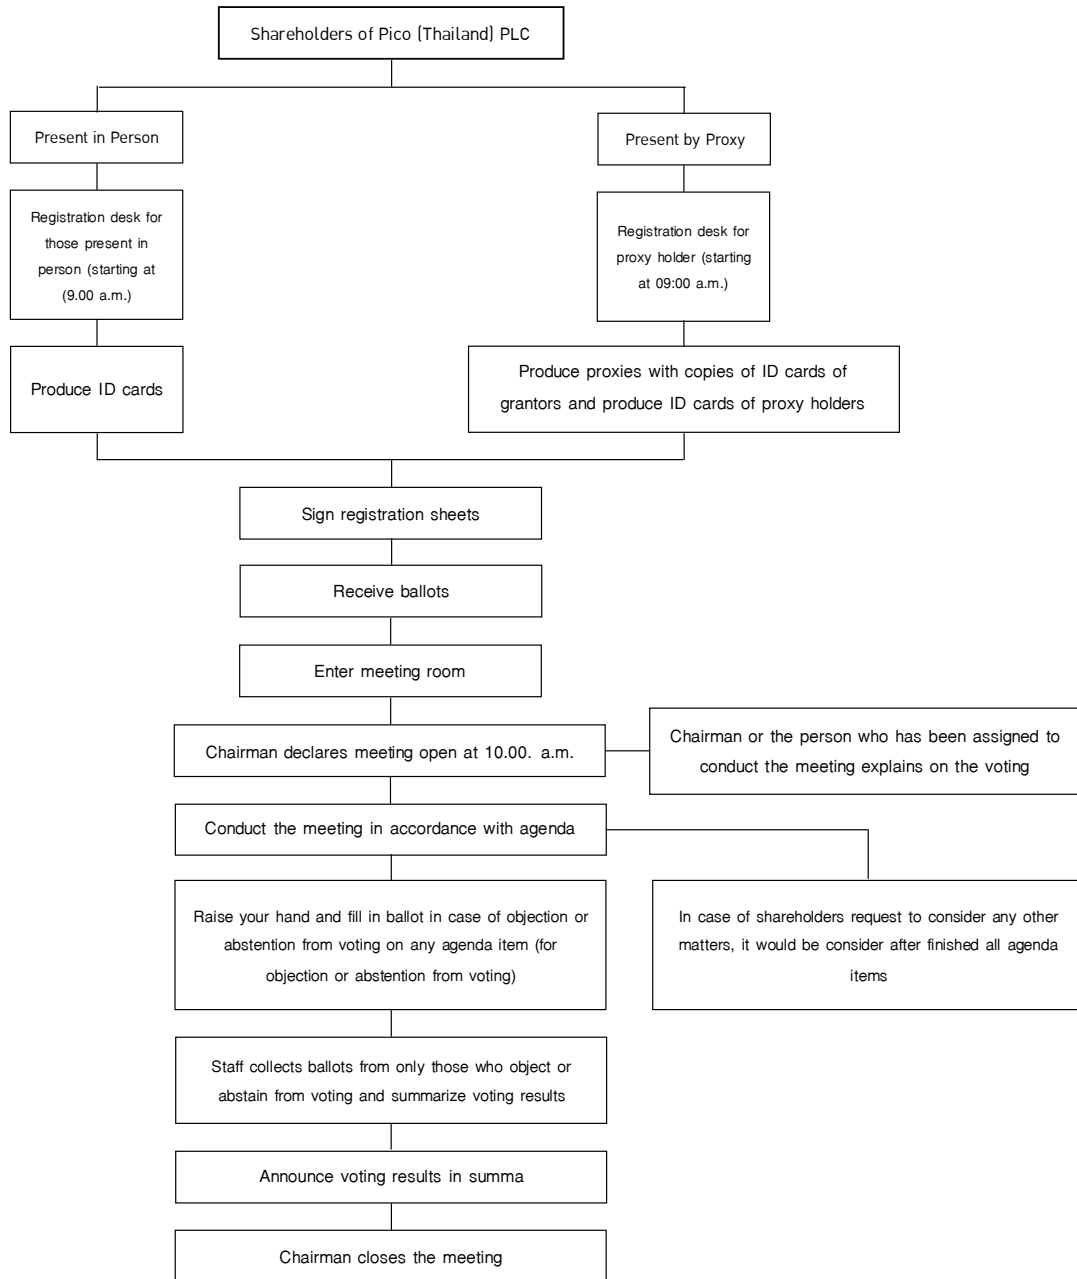 Shareholders of Pico (Thailand) PLC
Present in Person
Present by Proxy
Registration desk for
those present in
person (starting at
(9.00 a.m.)
Registration desk for
proxy holder (starting
at 09:00 a.m.)
Produce ID cards
Produce proxies with copies of ID cards of
grantors and produce ID cards of proxy holders
Sign registration sheets
Receive ballots
Enter meeting room
Chairman declares meeting open at 10.00. a.m.
Chairman or the person who has been assigned to
conduct the meeting explains on the voting
Conduct the meeting in accordance with agenda
Raise your hand and fill in ballot in case of objection or
abstention from voting on any agenda item (for
objection or abstention from voting)
In case of shareholders request to consider any other
matters, it would be consider after finished all agenda
items
Staff collects ballots from only those who object or
abstain from voting and summarize voting results
Announce voting results in summa
Chairman closes the meeting